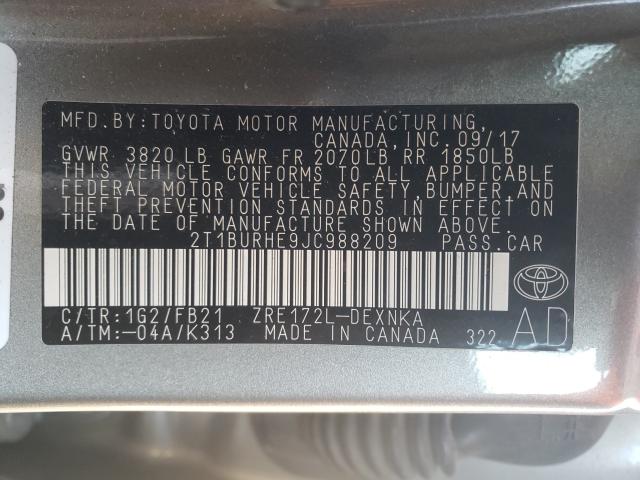 MFD. BY: TOYOTA MOTOR MANUFACTURING,
CANADA, INC. 09/17
GVWR 3820 LB GAWR FR 2070LB RR 1850LB
THIS VEHICLE CONFORMS TO ALL APPLICABLE
FEDERAL MOTOR VEHICLE SAFETY, BUMPER, AND
THEFT PREVENTION STANDARDS IN EFFECT ON
THE DATE OF MANUFACTURE SHOWN ABOVE.
2T1BURHE9JC988209 PASS. CAR
C/TR:1G2/FB21 ZRE172L-DEXNKA
A/TM:-04A/K313 MADE IN CANADA 322 AD